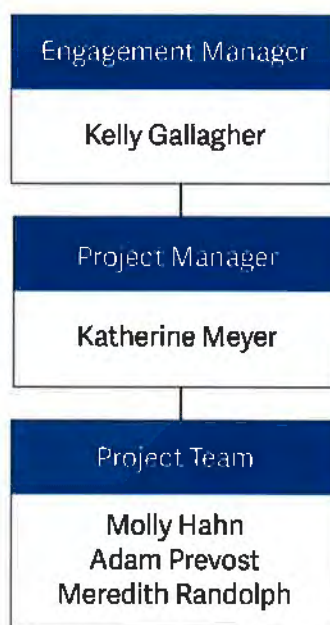 Engagement Manager
Kelly Gallagher
Project Manager
Katherine Meyer
Project Team
Molly Hahn
Adam Prevost
Meredith Randolph